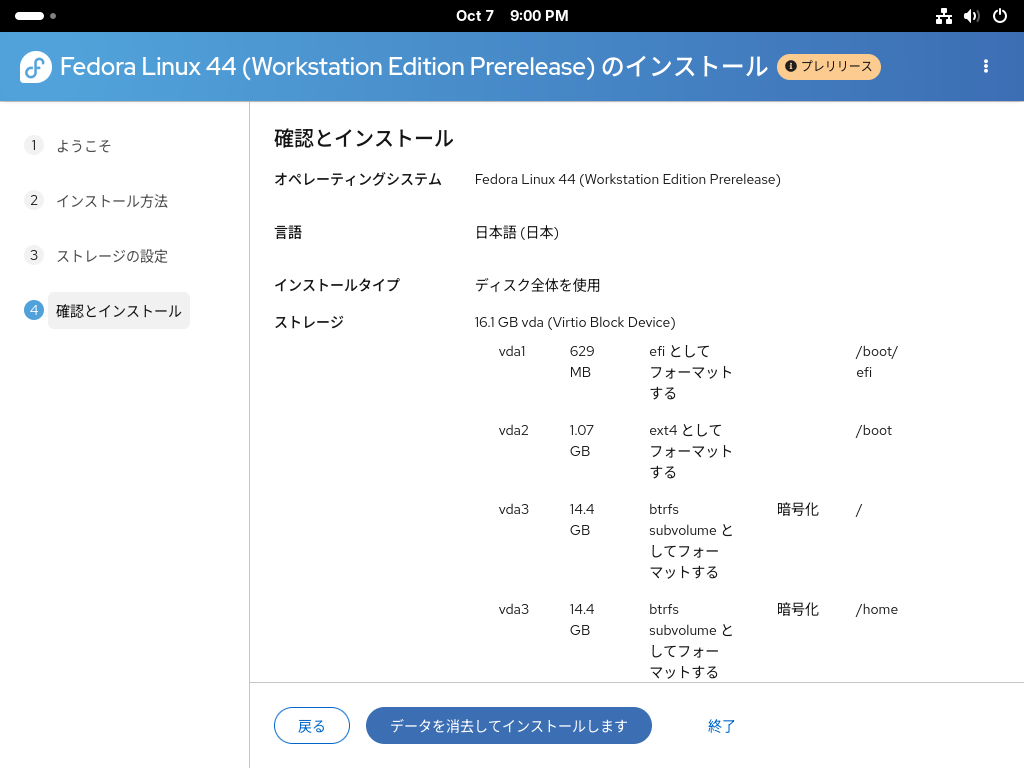 Oct 7 9:00 PM
Fedora Linux 44 (Workstation Edition Prerelease) のインストール プレリリース
1 ようこそ
2 インストール方法
3 ストレージの設定
4 確認とインストール
確認とインストール
オペレーティングシステム Fedora Linux 44 (Workstation Edition Prerelease)
言語 日本語 (日本)
インストールタイプ ディスク全体を使用
ストレージ 16.1 GB vda (Virtio Block Device)
vda1 629 efi として /boot/
MB フォーマット efi
する
vda2 1.07 ext4 として /boot
GB フォーマット
する
vda3 14.4 btrfs 暗号化 /
GB subvolume と
してフォー
マットする
vda3 14.4 btrfs 暗号化 /home
GB subvolume と
してフォー
マットする
戻る データを消去してインストールします 終了